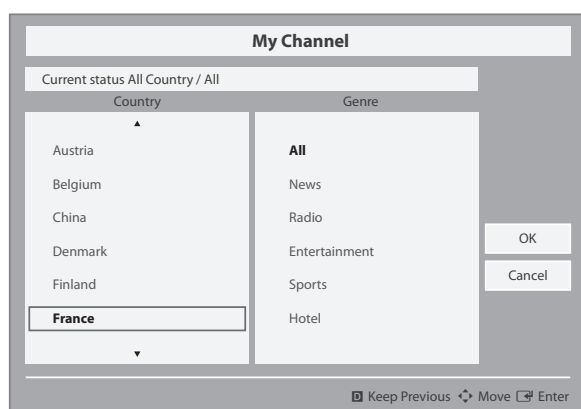 My Channel
Current status All Country / All
Country
Genre
Austria
All
Belgium
News
China
Radio
Denmark
Entertainment
Finland
Sports
France
Hotel
OK
Cancel
D Keep Previous Move Enter